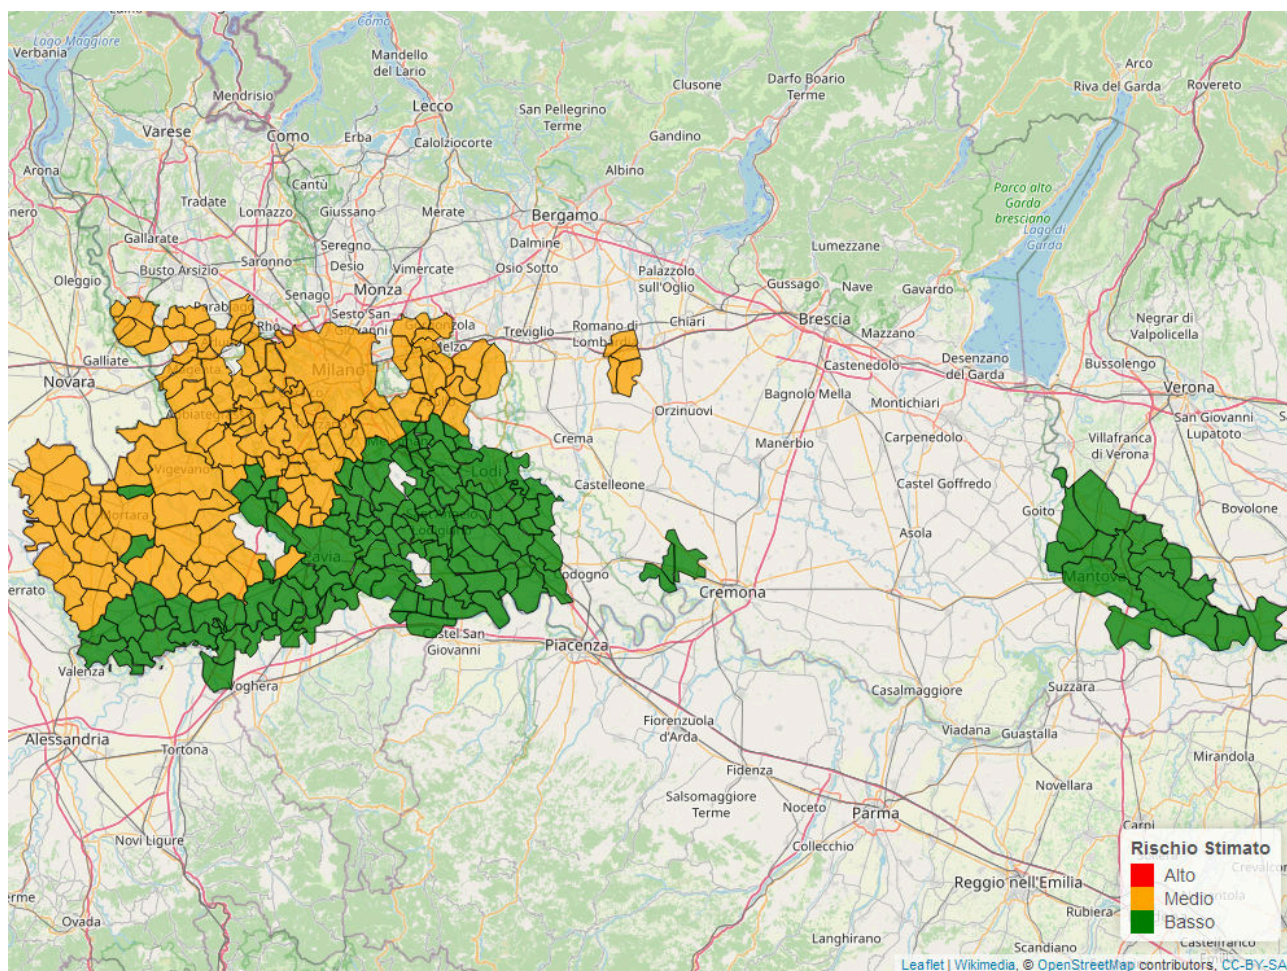 Lago Maggiore
Verbania
Como
Mandello
del Lario
Clusone
Darfo Boario
Terme
Arco
Riva del Garda
Rovereto
Mendrisio
Lecco
San Pellegrino
Terme
Varese
Como
Erba
Calolziocorte
Gandino
Arona
Albino
Cantù
Parco alto
Garda
bresciano
Tradate
Lomazzo
Giussano
Merate
Bergamo
Lago di
Garda
Gallarate
Seregno
Dalmine
Lumezzane
Saronno
Desio
Vimercate
Osio Sotto
Palazzolo
sull'Oglio
Oleggio
Busto Arsizio
Gussago
Nave
Gavardo
Senago
Monza
Negrar di
Valpolicella
Rho
Sesto San
Giovanni
Treviglio
Romano di
Chiari
Brescia
Mazzano
Galliate
Melzo
Desenzano
del Garda
Bussolengo
Magenta
Milano
Castenedolo
Novara
Verona
Bagnolo Mella
Montichiari
Orzinuovi
San Giovanni
Lupatoto
Crema
Manerbio
Carpenedolo
Villafranca
di Verona
Vigevano
Lodi
Castelleone
Castel Goffredo
Mortara
Goito
Bovolone
Asola
Pavia
Codogno
Mantova
Cremona
Castel San
Giovanni
Piacenza
Valenza
Voghera
Casalmaggiore
Suzzara
Fiorenzuola
d'Arda
Viadana
Guastalla
Alessandria
Tortona
Mirandola
Fidenza
Novellara
Salsomaggiore
Terme
Noceto
Parma
Carpi
Novi Ligure
Collecchio
Rischio Stimato
Alto
Medio
Basso
Reggio nell'Emilia
Rubiera
Ovada
Langhirano
Scandiano
Castelfranco
Leaflet | Wikimedia, © OpenStreetMap contributors, CC-BY-SA